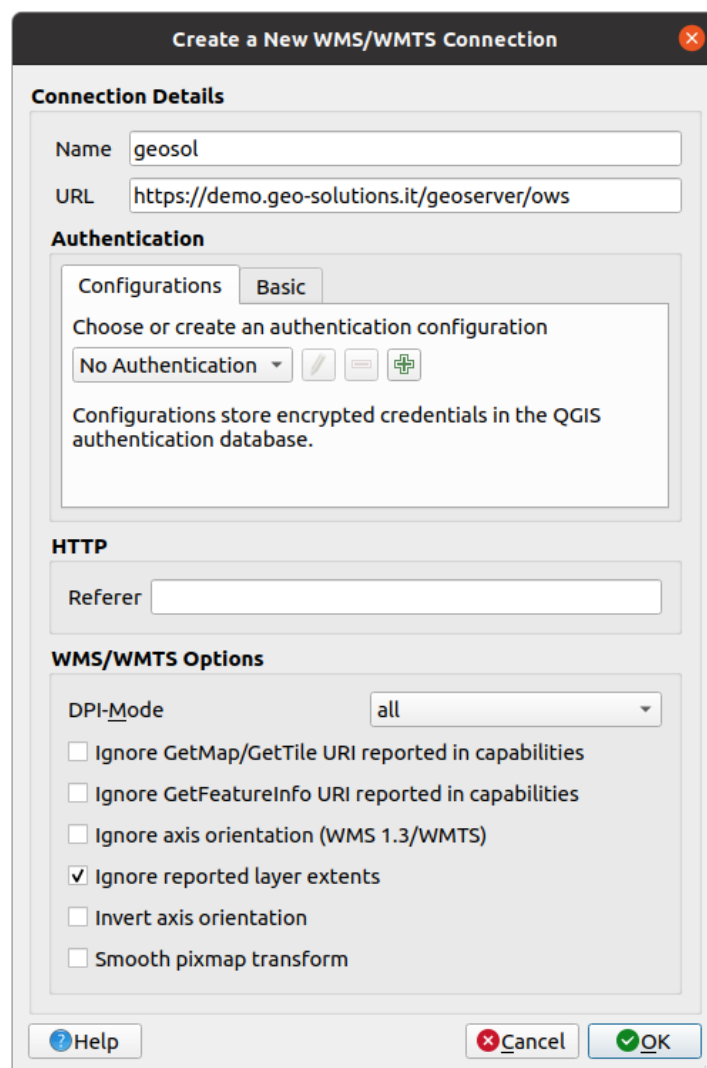 Create a New WMS/WMTS Connection
Connection Details
Name geosol
URL https://demo.geo-solutions.it/geoserver/ows
Authentication
Configurations Basic
Choose or create an authentication configuration
No Authentication
Configurations store encrypted credentials in the QGIS
authentication database.
HTTP
Referer
WMS/WMTS Options
DPI-Mode all
Ignore GetMap/GetTile URI reported in capabilities
Ignore GetFeatureInfo URI reported in capabilities
Ignore axis orientation (WMS 1.3/WMTS)
Ignore reported layer extents
Invert axis orientation
Smooth pixmap transform
Help Cancel OK